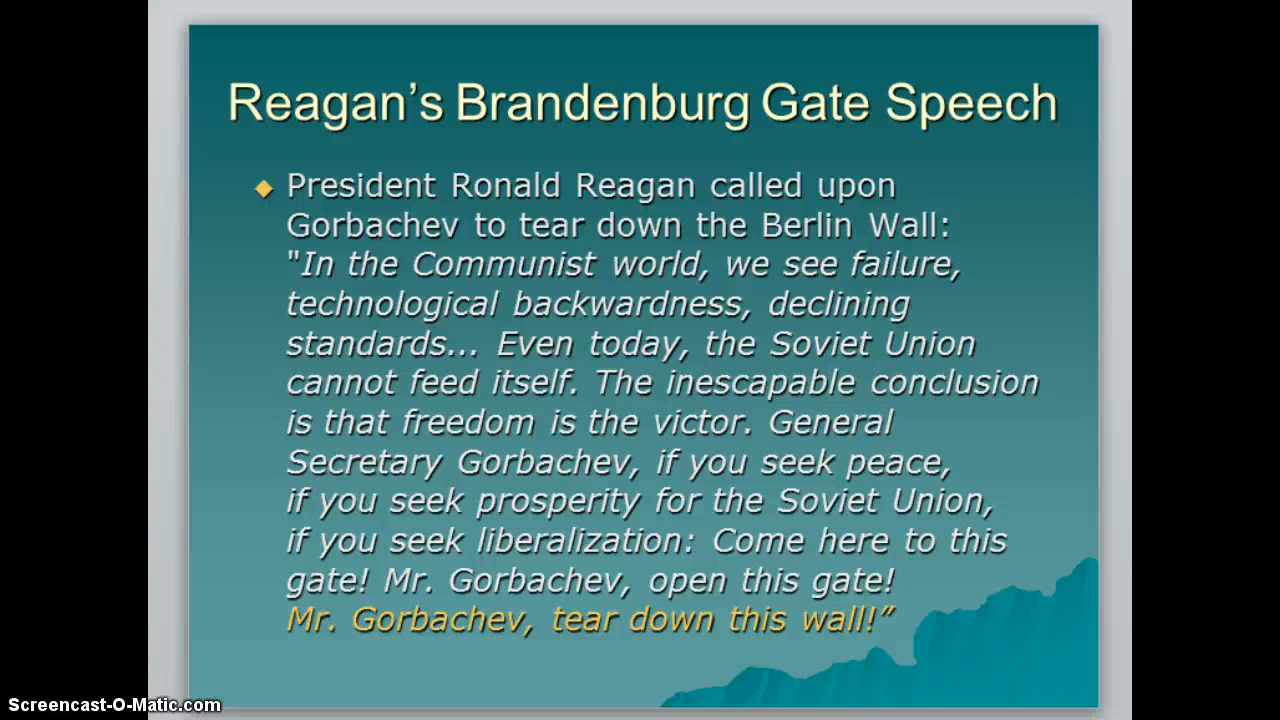 Reagan's Brandenburg Gate Speech
President Ronald Reagan called upon
Gorbachev to tear down the Berlin Wall:
"In the Communist world, we see failure,
technological backwardness, declining
standards... Even today, the Soviet Union
cannot feed itself. The inescapable conclusion
is that freedom is the victor. General
Secretary Gorbachev, if you seek peace,
if you seek prosperity for the Soviet Union,
if you seek liberalization: Come here to this
gate! Mr. Gorbachev, open this gate!
Mr. Gorbachev, tear down this wall!”
Screencast-O-Matic.com